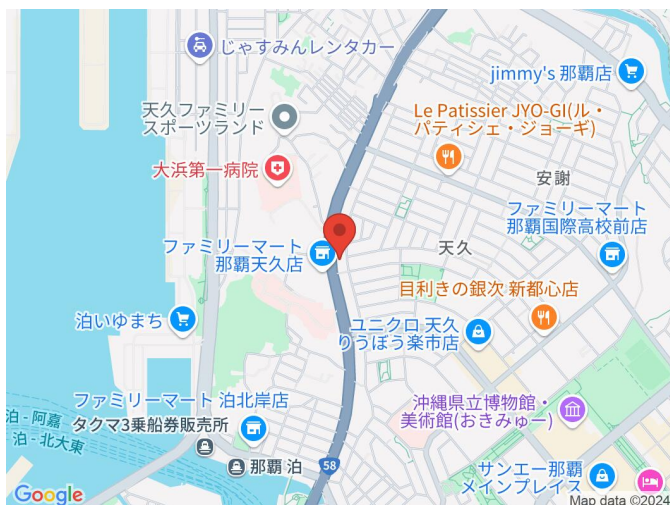 じゃすみんレンタカー
jimmy's 那覇店
天久ファミリー
スポーツランド
Le Patissier JYO-GI(ル・
パティシェ・ジョーギ)
大浜第一病院
安謝
ファミリーマート
那覇国際高校前店
ファミリーマート
那覇天久店
天久
目利きの銀次 新都心店
泊いゆまち
ユニクロ 天久
りうぼう楽市店
ファミリーマート 泊北岸店
沖縄県立博物館・
美術館(おきみゅー)
タクマ3乗船券販売所
泊 - 阿嘉
泊 - 北大東
那覇 泊
58
サンエー那覇
メインプレイス
Google
Map data ©2024